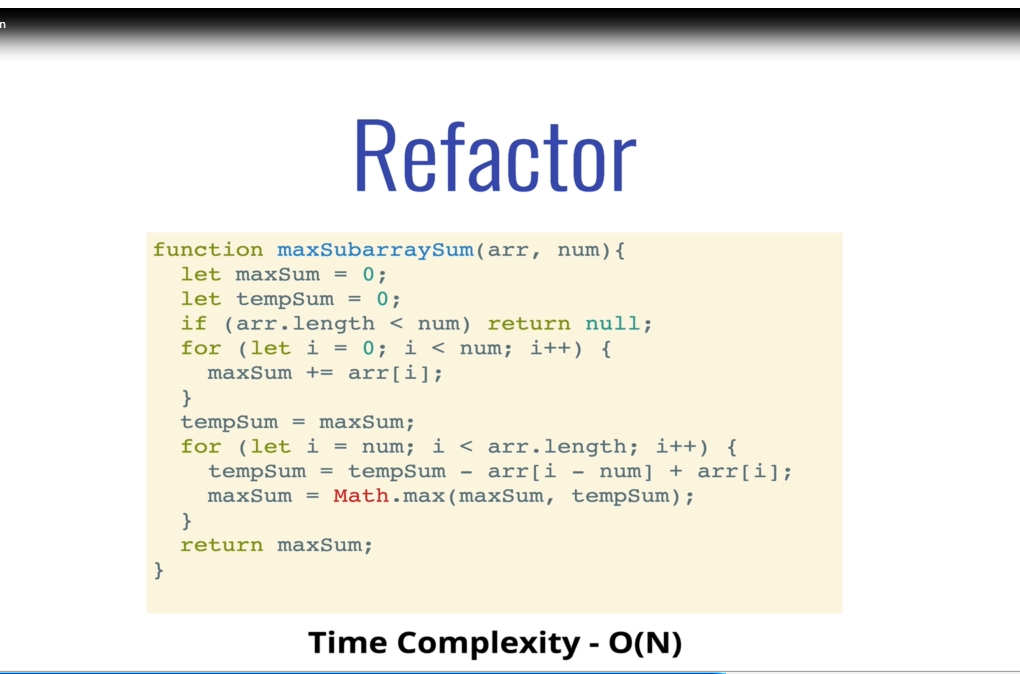 n
Refactor
function maxSubarraySum(arr, num){
  let maxSum = 0;
  let tempSum = 0;
  if (arr.length < num) return null;
  for (let i = 0; i < num; i++) {
    maxSum += arr[i];
  }
  tempSum = maxSum;
  for (let i = num; i < arr.length; i++) {
    tempSum = tempSum - arr[i - num] + arr[i];
    maxSum = Math.max(maxSum, tempSum);
  }
  return maxSum;
}
Time Complexity - O(N)